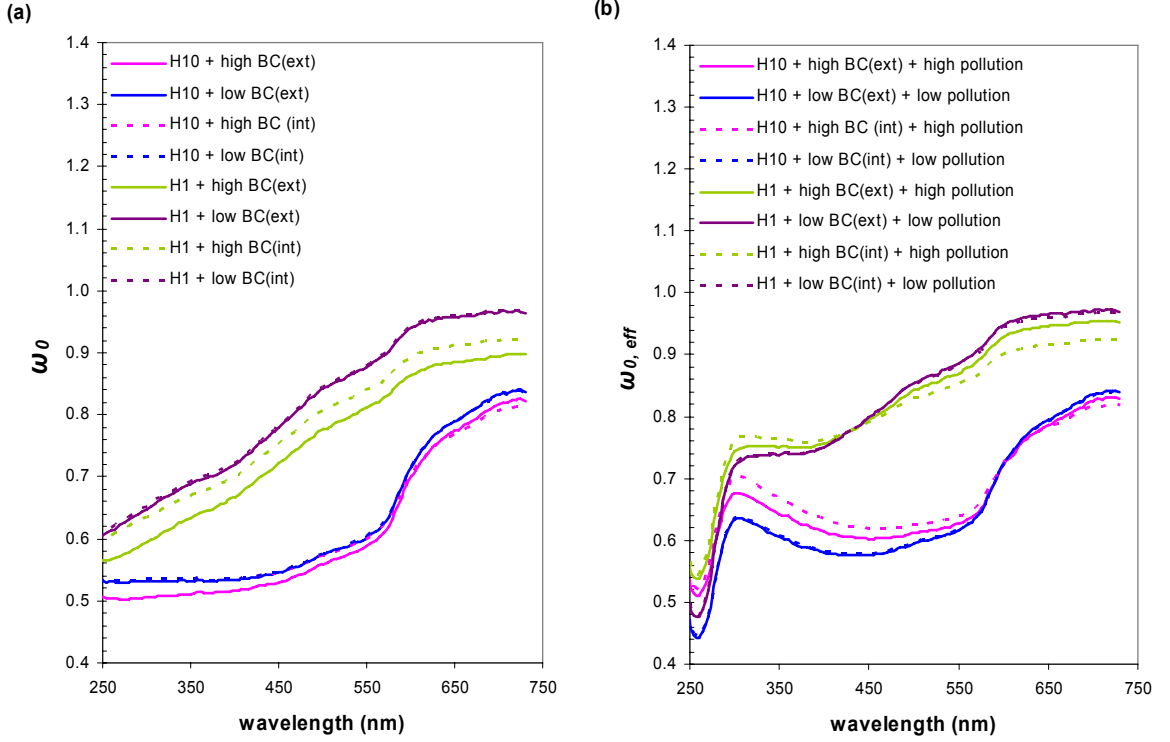 (a)
1.4
1.3
1.2
1.1
1.0
0.9
0.8
0.7
0.6
0.5
0.4
ω0
H10 + high BC(ext)
H10 + low BC(ext)
H10 + high BC (int)
H10 + low BC(int)
H1 + high BC(ext)
H1 + low BC(ext)
H1 + high BC(int)
H1 + low BC(int)
250 350 450 550 650 750
wavelength (nm)
(b)
1.4
1.3
1.2
1.1
1.0
0.9
0.8
0.7
0.6
0.5
0.4
ω0, eff
H10 + high BC(ext) + high pollution
H10 + low BC(ext) + low pollution
H10 + high BC (int) + high pollution
H10 + low BC(int) + low pollution
H1 + high BC(ext) + high pollution
H1 + low BC(ext) + low pollution
H1 + high BC(int) + high pollution
H1 + low BC(int) + low pollution
250 350 450 550 650 750
wavelength (nm)